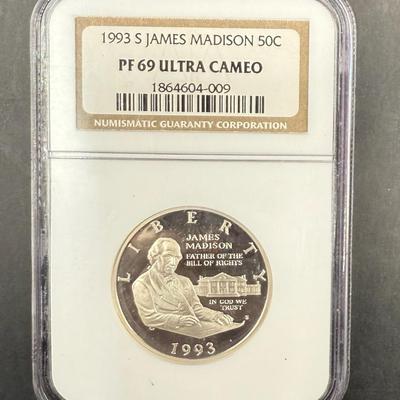 1993 S JAMES MADISON 50C
PF 69 ULTRA CAMEO
1864604-009
NUMISMATIC GUARANTY CORPORATION
LIBERTY
JAMES
MADISON
FATHER OF THE
BILL OF RIGHTS
IN GOD WE
TRUST
S
1993